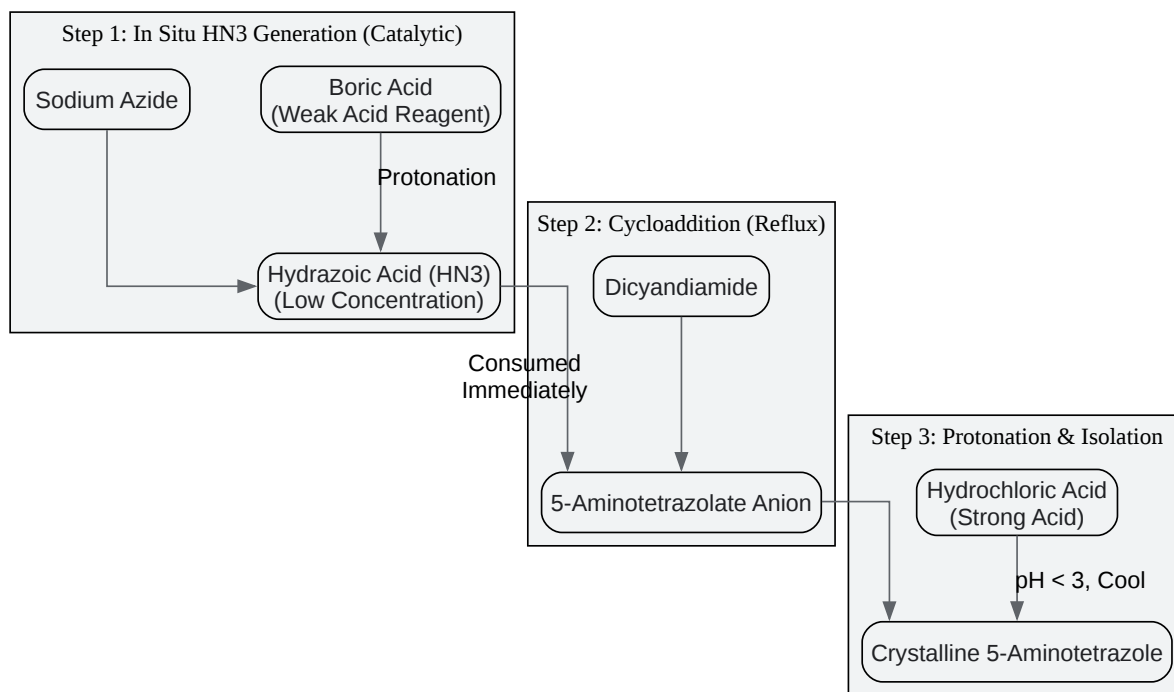 Step 1: In Situ HN3 Generation (Catalytic)
Sodium Azide
Boric Acid
(Weak Acid Reagent)
Protonation
Hydrazoic Acid (HN3)
(Low Concentration)
Step 2: Cycloaddition (Reflux)
Dicyandiamide
Consumed
Immediately
5-Aminotetrazolate Anion
Step 3: Protonation & Isolation
Hydrochloric Acid
(Strong Acid)
pH < 3, Cool
Crystalline 5-Aminotetrazole